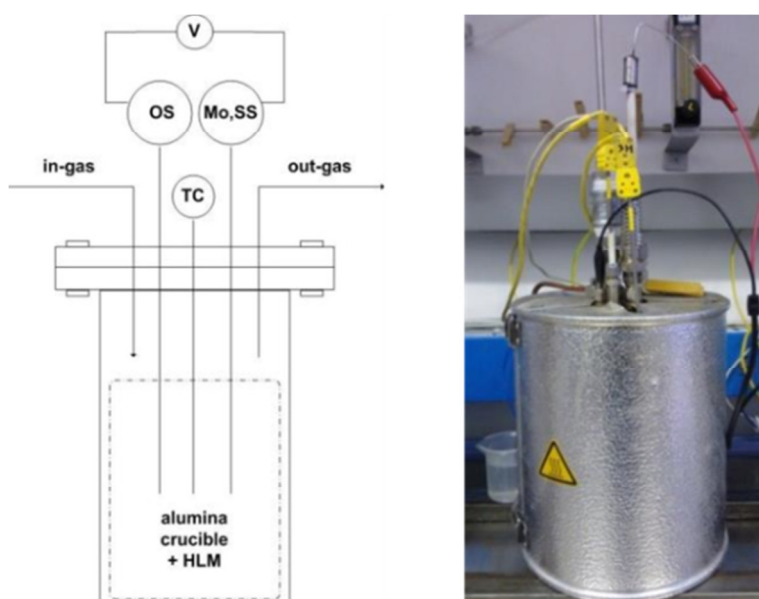 V
OS
Mo,SS
in-gas
out-gas
TC
alumina
crucible
+ HLM